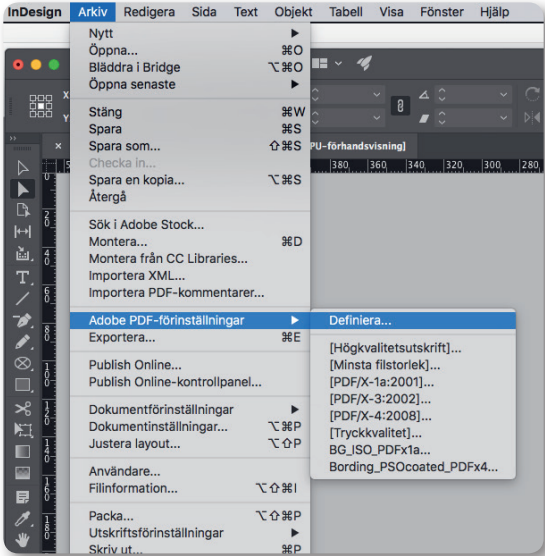 InDesign Arkiv Redigera Sida Text Objekt Tabell Visa Fönster Hjälp
Nytt
Öppna... ⌘O
Bläddra i Bridge ⌥⌘O
Öppna senaste
Stäng ⌘W
Spara ⌘S
Spara som... ⇧⌘S
Checka in...
Spara en kopia... ⌥⌘S
Återgå
Sök i Adobe Stock...
Montera... ⌘D
Montera från CC Libraries...
Importera XML...
Importera PDF-kommentarer...
Adobe PDF-förinställningar
Exportera... ⌘E
Publish Online...
Publish Online-kontrollpanel...
Dokumentförinställningar
Dokumentinställningar... ⌥⌘P
Justera layout... ⌥⇧P
Användare...
Filinformation... ⌥⇧⌘I
Packa... ⌥⇧⌘P
Utskriftsförinställningar
Skriv ut... ⌘P
X
Y
PU-förhandsvisning]
380 360 340 320 300 280
Definiera...
[Högkvalitetsutskrift]...
[Minsta filstorlek]...
[PDF/X-1a:2001]...
[PDF/X-3:2002]...
[PDF/X-4:2008]...
[Tryckkvalitet]...
BG_ISO_PDFx1a...
Bording_PSOcoated_PDFx4...